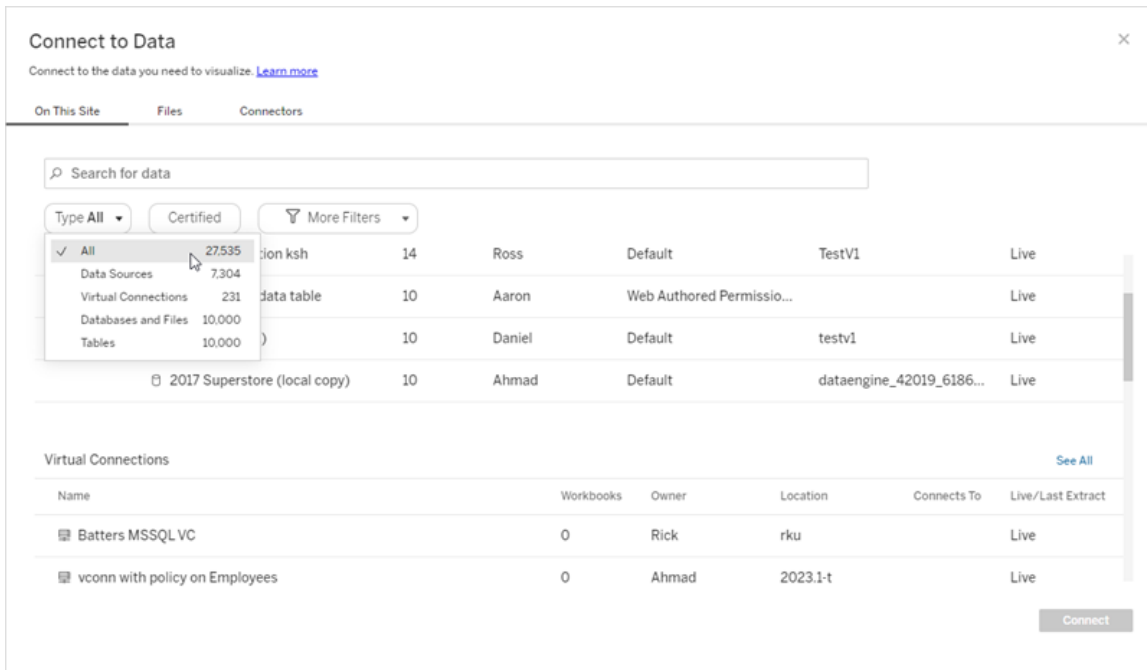 Connect to Data
Connect to the data you need to visualize. Learn more
On This Site Files Connectors
Search for data
Type All Certified More Filters
All 27,535
Data Sources 7,304
Virtual Connections 231
Databases and Files 10,000
Tables 10,000
tion ksh 14 Ross Default TestV1 Live
data table 10 Aaron Web Authored Permissio... Live
) 10 Daniel Default testv1 Live
2017 Superstore (local copy) 10 Ahmad Default dataengine_42019_6186... Live
Virtual Connections See All
Name Workbooks Owner Location Connects To Live/Last Extract
Batters MSSQL VC 0 Rick rku Live
vconn with policy on Employees 0 Ahmad 2023.1-t Live
Connect